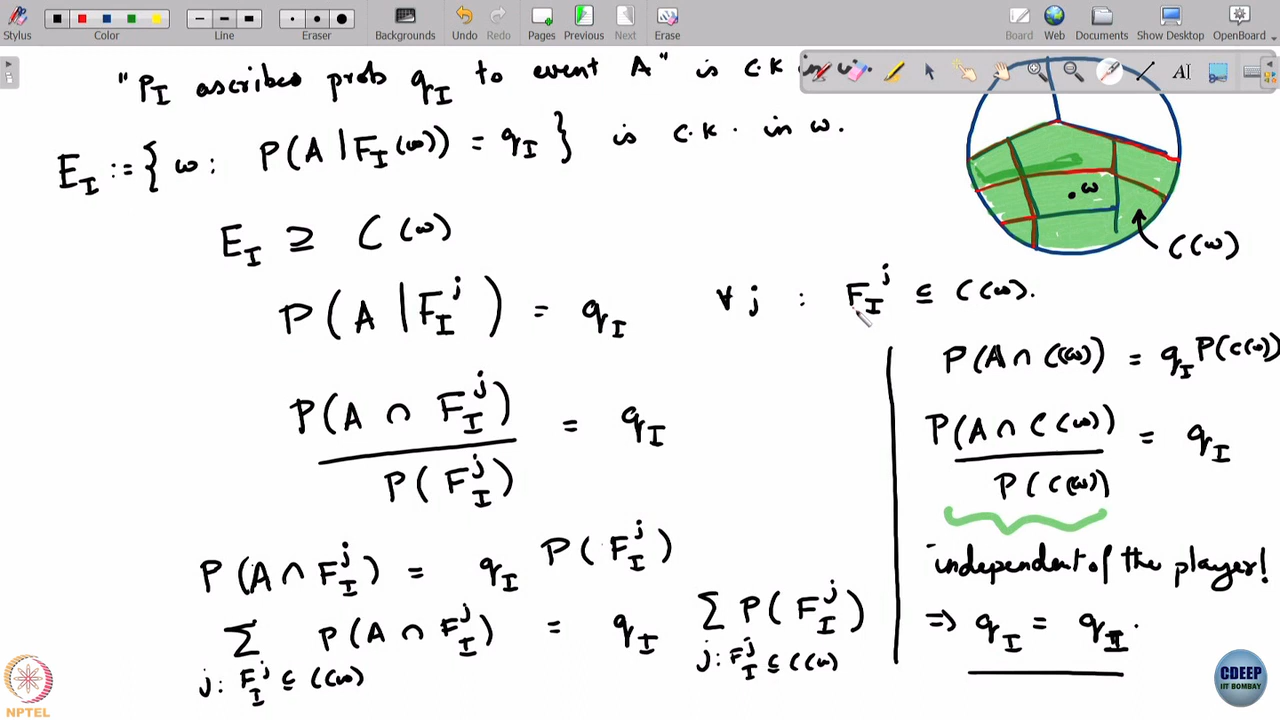 Stylus Color Line Eraser Backgrounds Undo Redo Pages Previous Next Erase Board Web Documents Show Desktop OpenBoard
"P_I ascribes prob q_I to event A" is C.K
E_I := { ω : P(A | F_I(ω)) = q_I } is C.K. in ω.
ω
C(ω)
E_I ⊇ C(ω)
P(A | F_I^j) = q_I ∀ j : F_I^j ⊆ C(ω).
P(A ∩ F_I^j) / P(F_I^j) = q_I
P(A ∩ F_I^j) = q_I P(F_I^j)
∑ P(A ∩ F_I^j) = q_I ∑ P(F_I^j)
j: F_I^j ⊆ C(ω) j: F_I^j ⊆ C(ω)
P(A ∩ C(ω)) = q_I P(C(ω))
P(A ∩ C(ω)) / P(C(ω)) = q_I
independent of the player!
⇒ q_I = q_II.
NPTEL
CDEEP
IIT BOMBAY